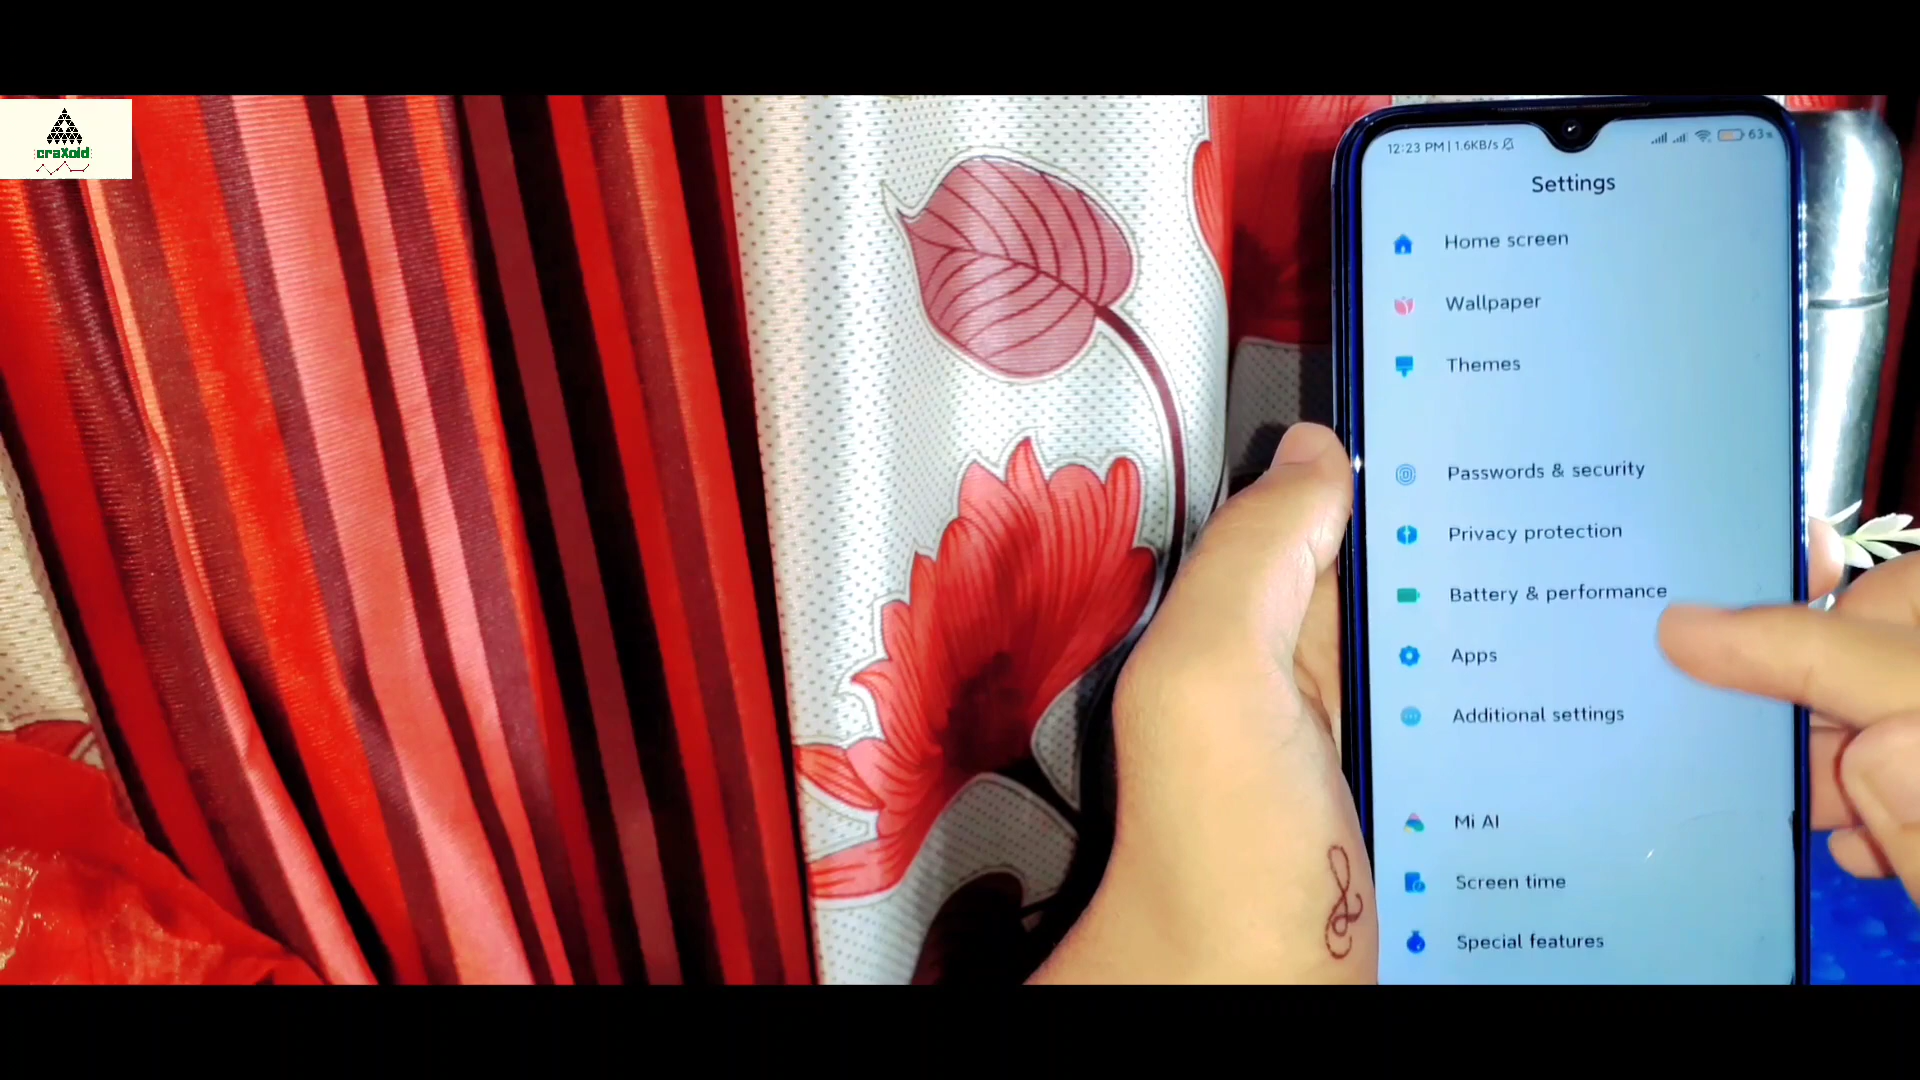 craXoid
12:23 PM | 1.6KB/s
63%
Settings
Home screen
Wallpaper
Themes
Passwords & security
Privacy protection
Battery & performance
Apps
Additional settings
Mi AI
Screen time
Special features